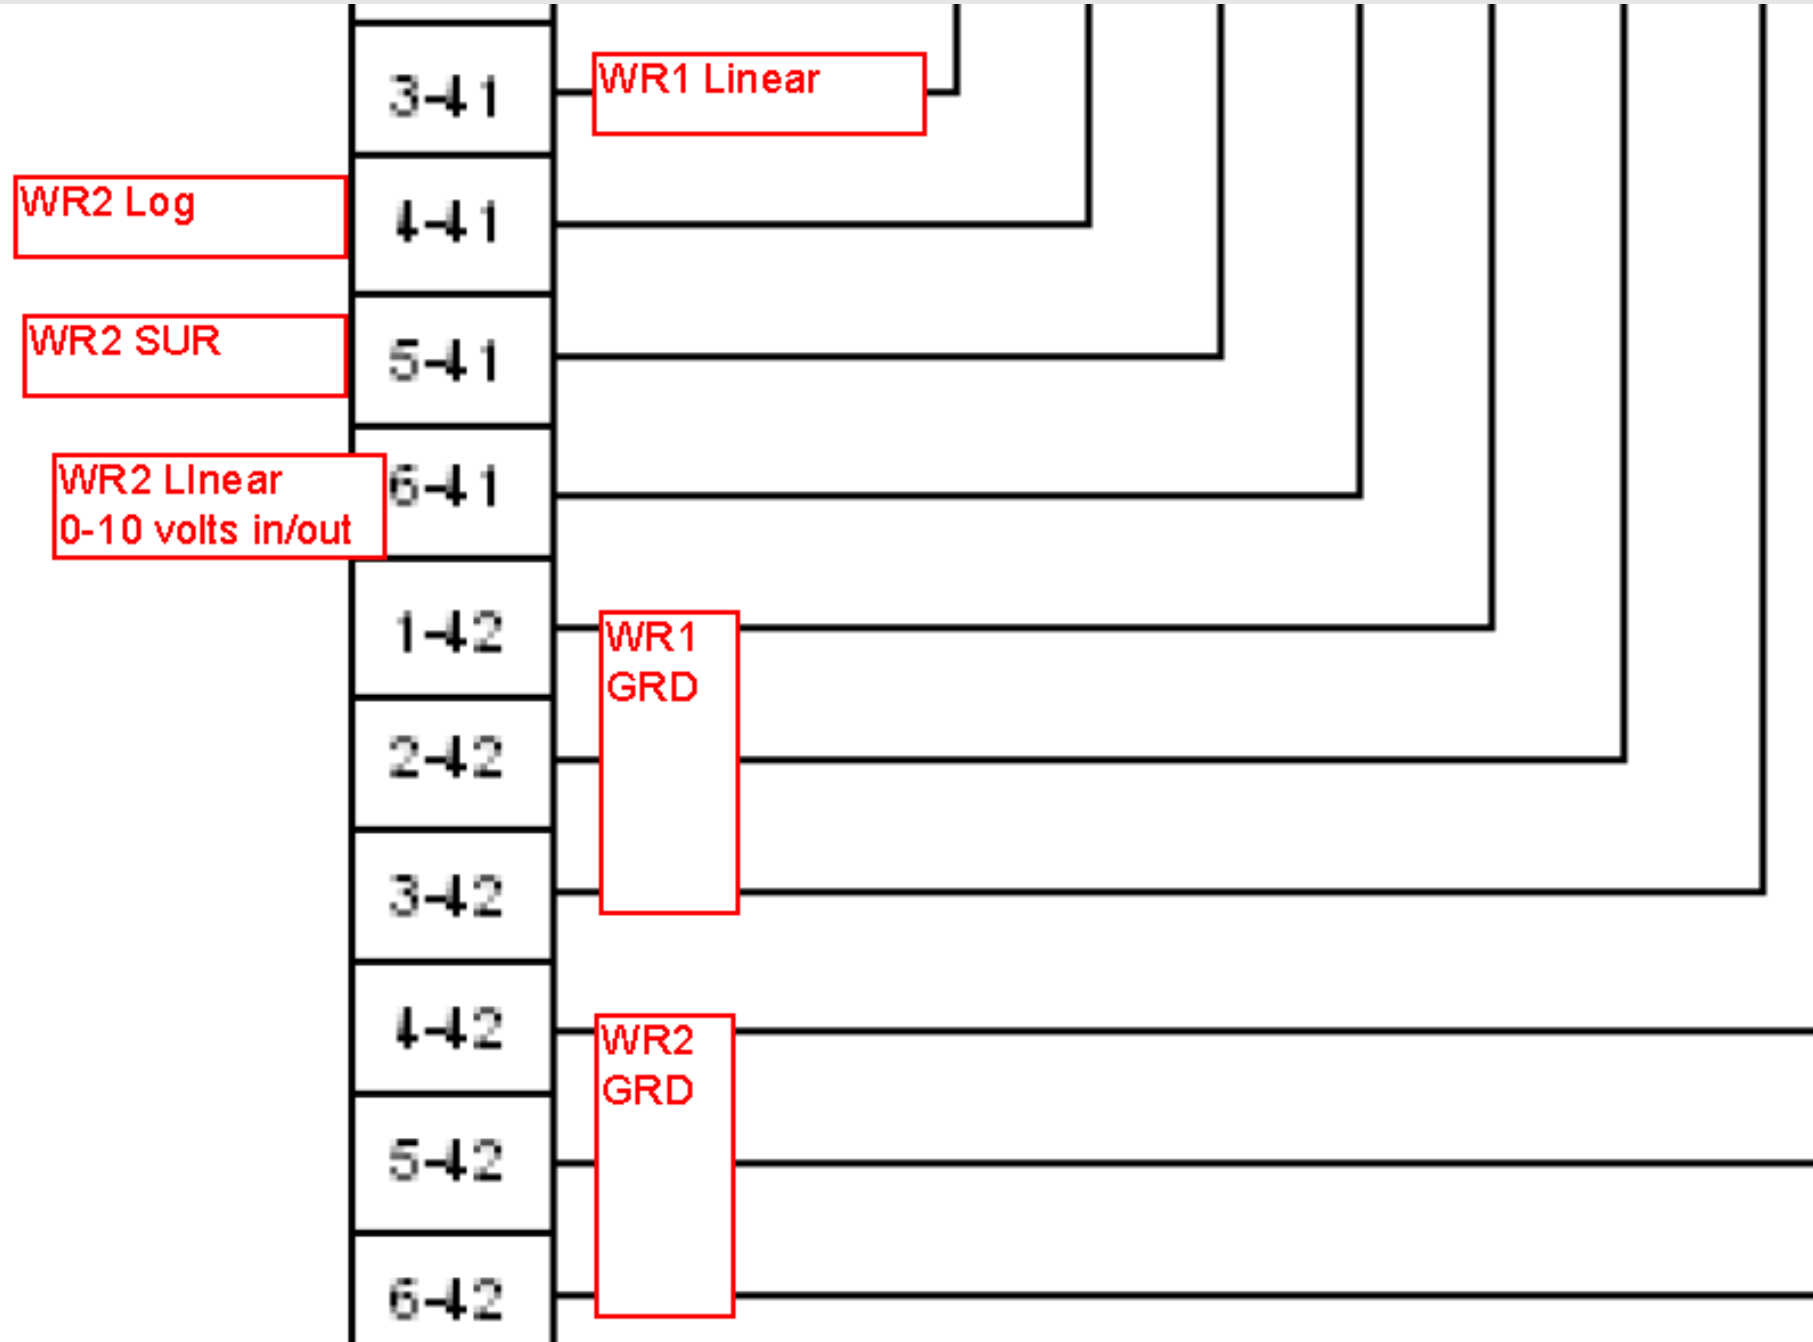 3-41
WR1 Linear
WR2 Log
4-41
WR2 SUR
5-41
WR2 LInear
0-10 volts in/out
6-41
1-42
WR1
GRD
2-42
3-42
4-42
WR2
GRD
5-42
6-42